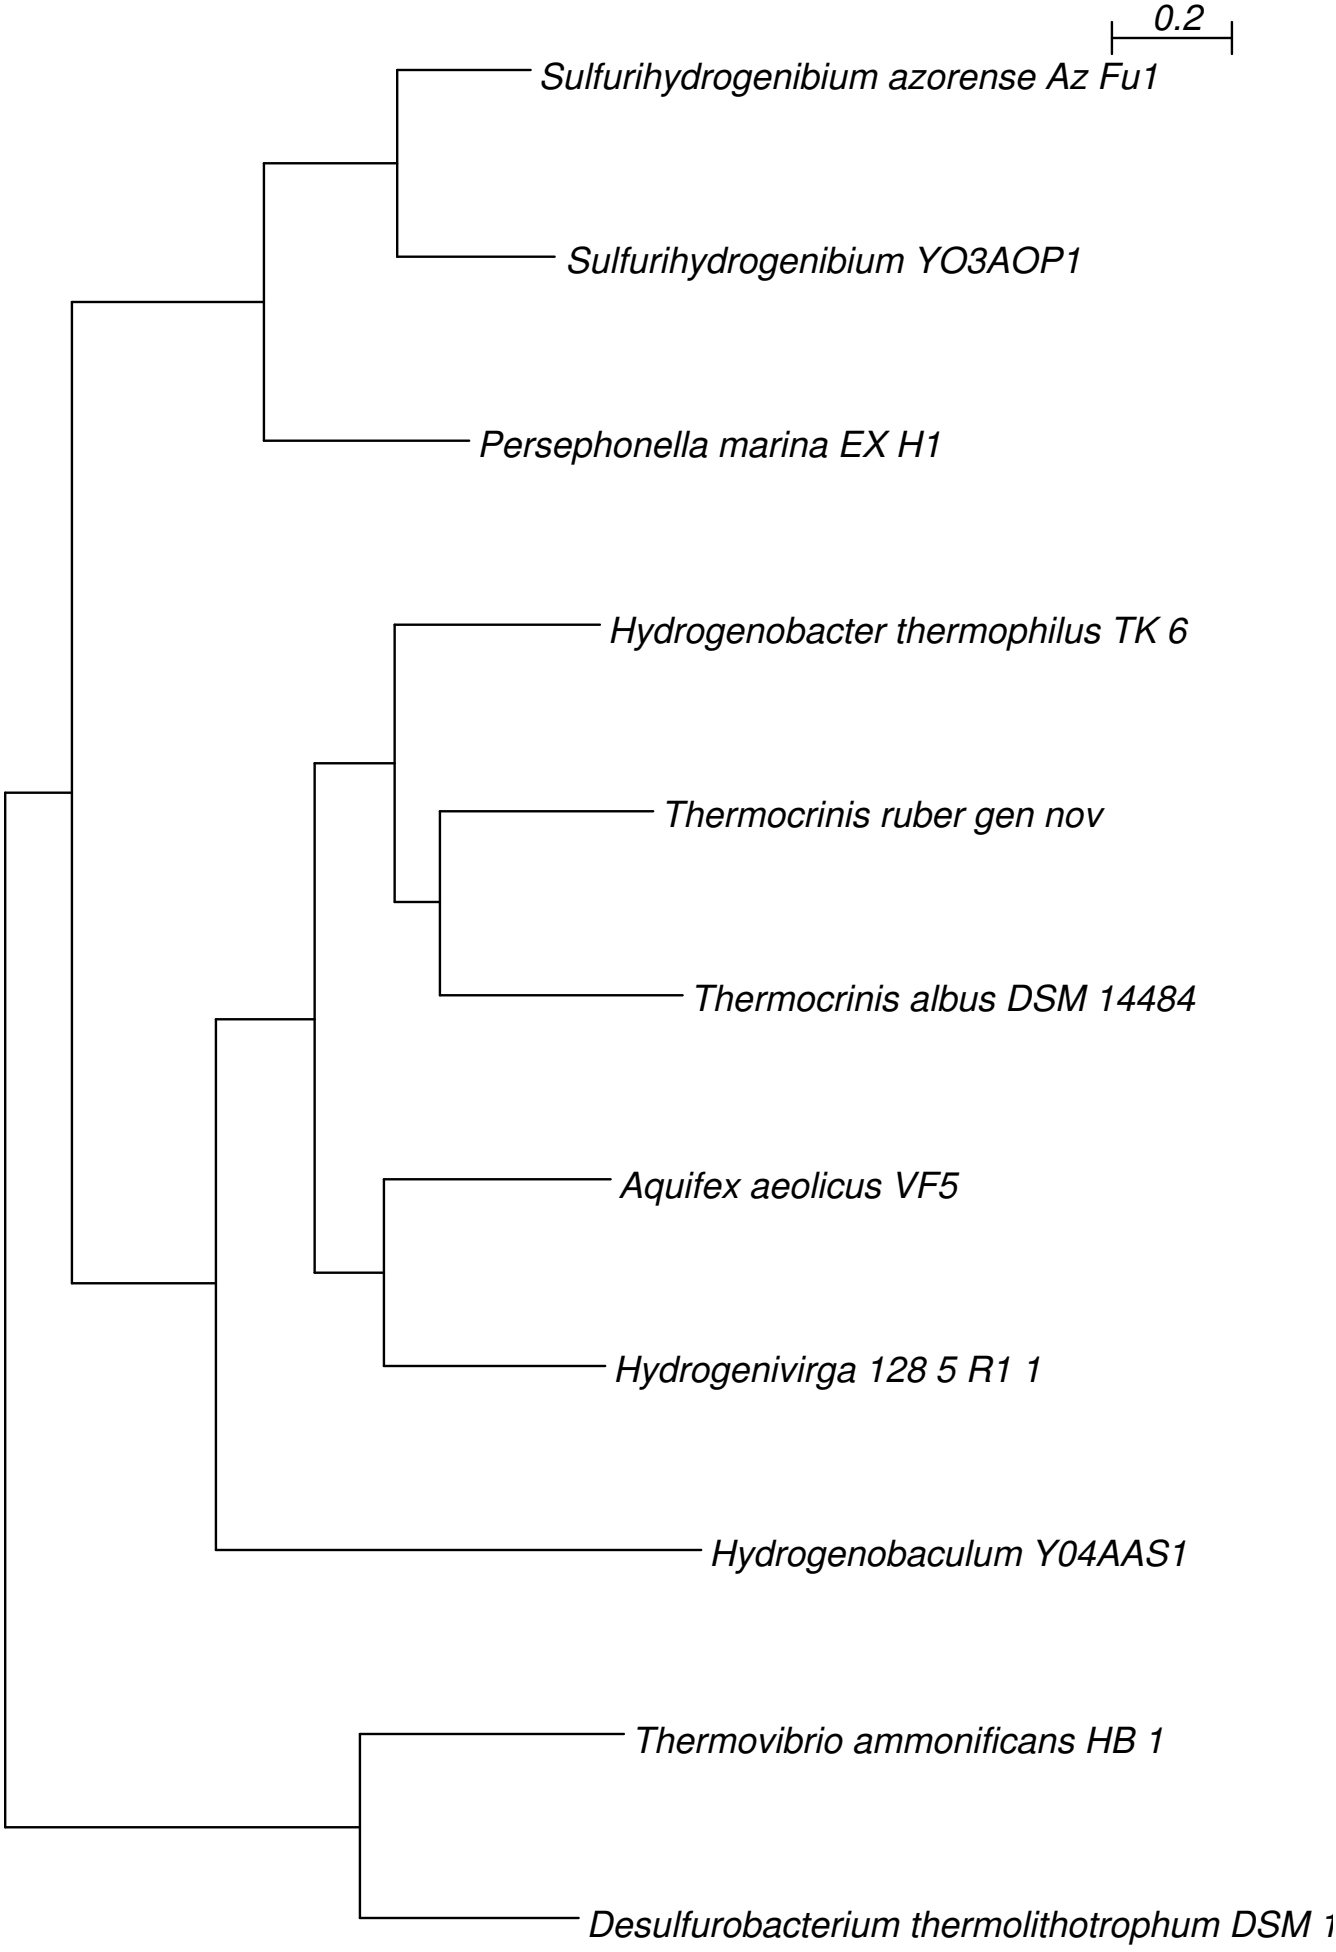 0.2
Sulfurihydrogenibium azorense Az Fu1
Sulfurihydrogenibium YO3AOP1
Persephonella marina EX H1
Hydrogenobacter thermophilus TK 6
Thermocrinis ruber gen nov
Thermocrinis albus DSM 14484
Aquifex aeolicus VF5
Hydrogenivirga 128 5 R1 1
Hydrogenobaculum Y04AAS1
Thermovibrio ammonificans HB 1
Desulfurobacterium thermolithotrophum DSM 1